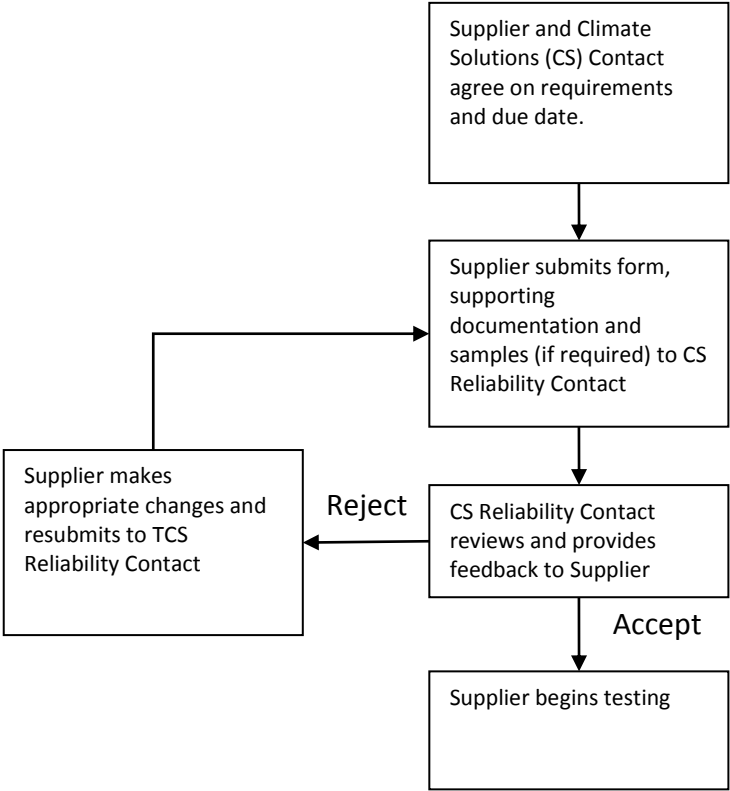 Supplier and Climate
Solutions (CS) Contact
agree on requirements
and due date.
Supplier submits form,
supporting
documentation and
samples (if required) to CS
Reliability Contact
Supplier makes
appropriate changes and
resubmits to TCS
Reliability Contact
Reject
CS Reliability Contact
reviews and provides
feedback to Supplier
Accept
Supplier begins testing